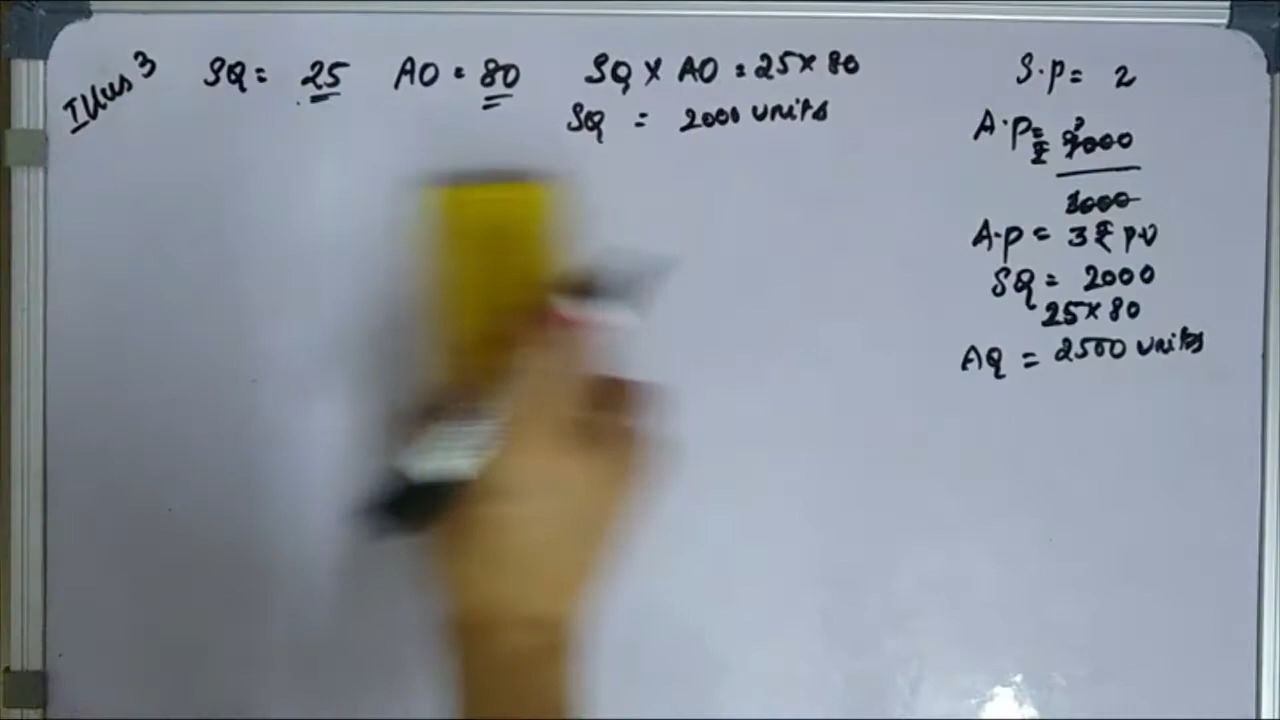 Illus 3
SQ = 25 AO = 80 SQ X AO = 25 x 80
SQ = 2000 units
S.p = 2
A.p = ₹
3000
1000
A.p = 3 ₹ p.u
SQ = 2000
25 x 80
AQ = 2500 units